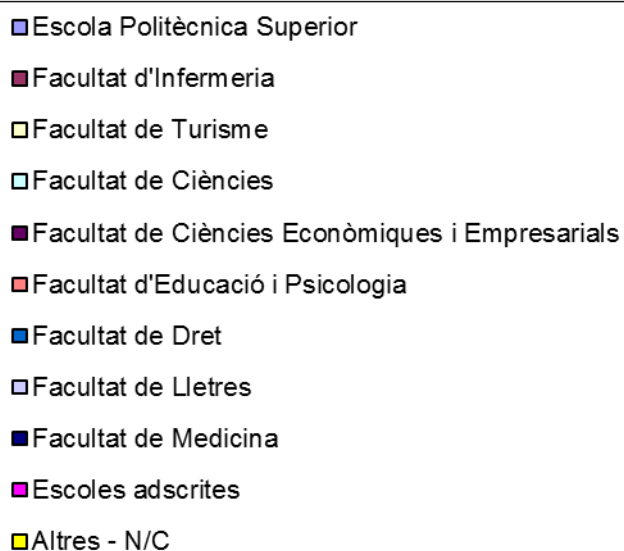 Escola Politècnica Superior
Facultat d'Infermeria
Facultat de Turisme
Facultat de Ciències
Facultat de Ciències Econòmiques i Empresarials
Facultat d'Educació i Psicologia
Facultat de Dret
Facultat de Lletres
Facultat de Medicina
Escoles adscrites
Altres - N/C